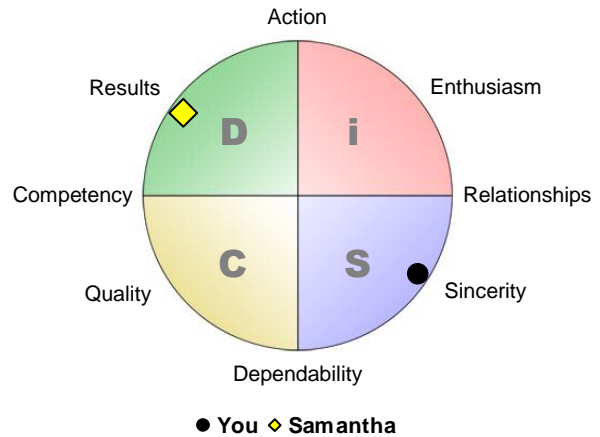 Action
Results
Enthusiasm
D
i
Competency
Relationships
C
S
Quality
Sincerity
Dependability
You Samantha